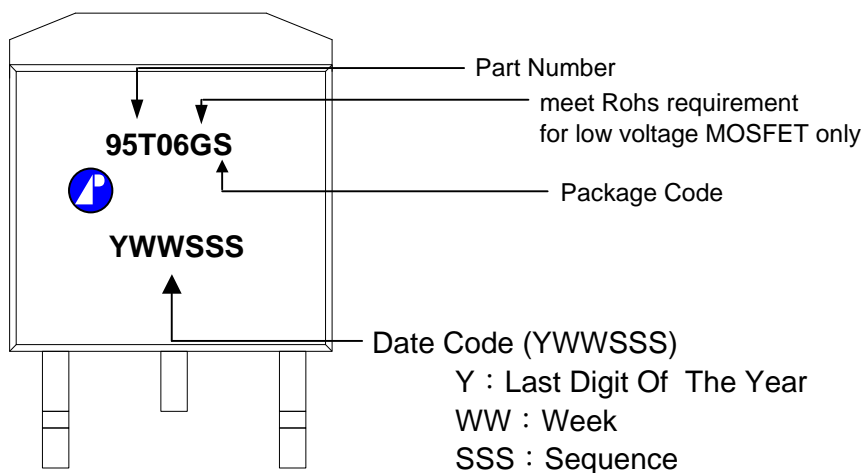 Part Number
meet Rohs requirement
for low voltage MOSFET only
95T06GS
Package Code
YWWSSS
Date Code (YWWSSS)
Y：Last Digit Of The Year
WW：Week
SSS：Sequence